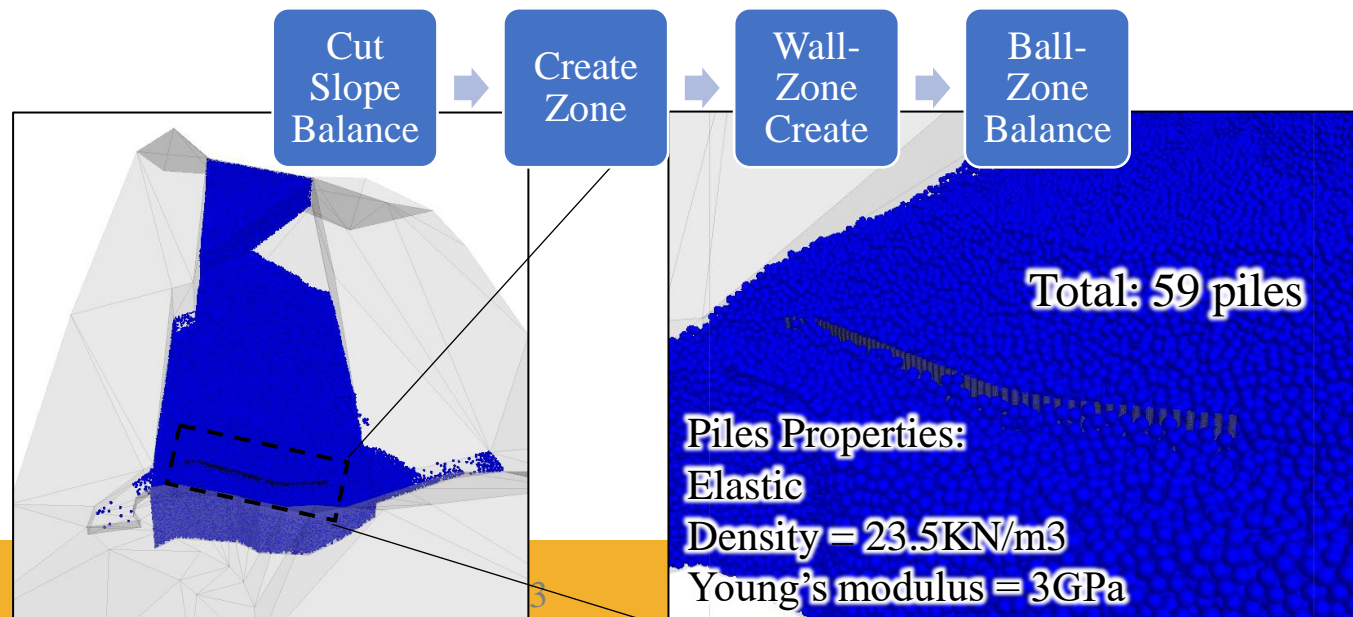 Cut
Slope
Balance
Create
Zone
Wall-
Zone
Create
Ball-
Zone
Balance
Total: 59 piles
Piles Properties:
Elastic
Density = 23.5KN/m3
Young's modulus = 3GPa
3